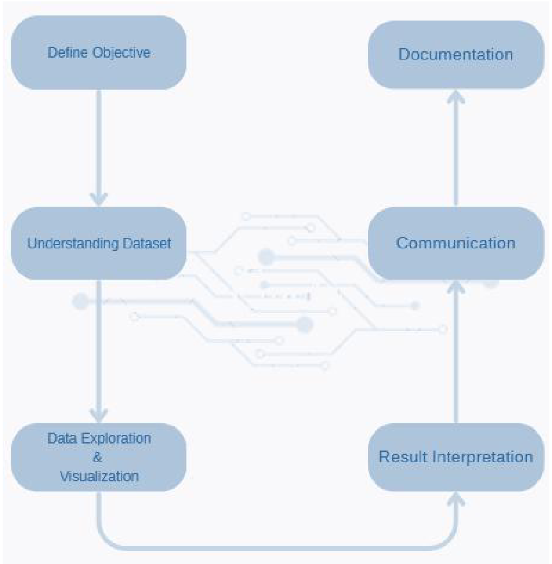 Define Objective
Understanding Dataset
Data Exploration
&
Visualization
Result Interpretation
Communication
Documentation